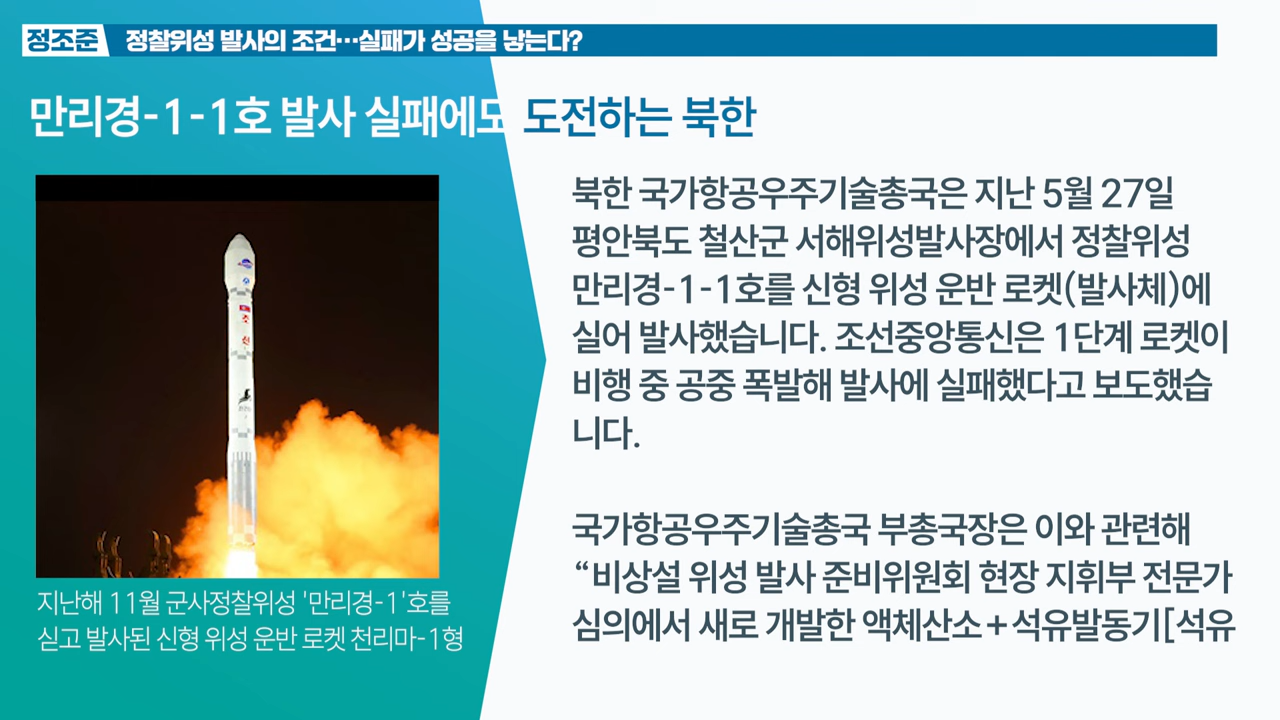 정조준 정찰위성 발사의 조건…실패가 성공을 낳는다?
만리경-1-1호 발사 실패에도 도전하는 북한
북한 국가항공우주기술총국은 지난 5월 27일
평안북도 철산군 서해위성발사장에서 정찰위성
만리경-1-1호를 신형 위성 운반 로켓(발사체)에
실어 발사했습니다. 조선중앙통신은 1단계 로켓이
비행 중 공중 폭발해 발사에 실패했다고 보도했습
니다.
국가항공우주기술총국 부총국장은 이와 관련해
“비상설 위성 발사 준비위원회 현장 지휘부 전문가
심의에서 새로 개발한 액체산소+석유발동기[석유
조선
지난해 11월 군사정찰위성 '만리경-1'호를
싣고 발사된 신형 위성 운반 로켓 천리마-1형